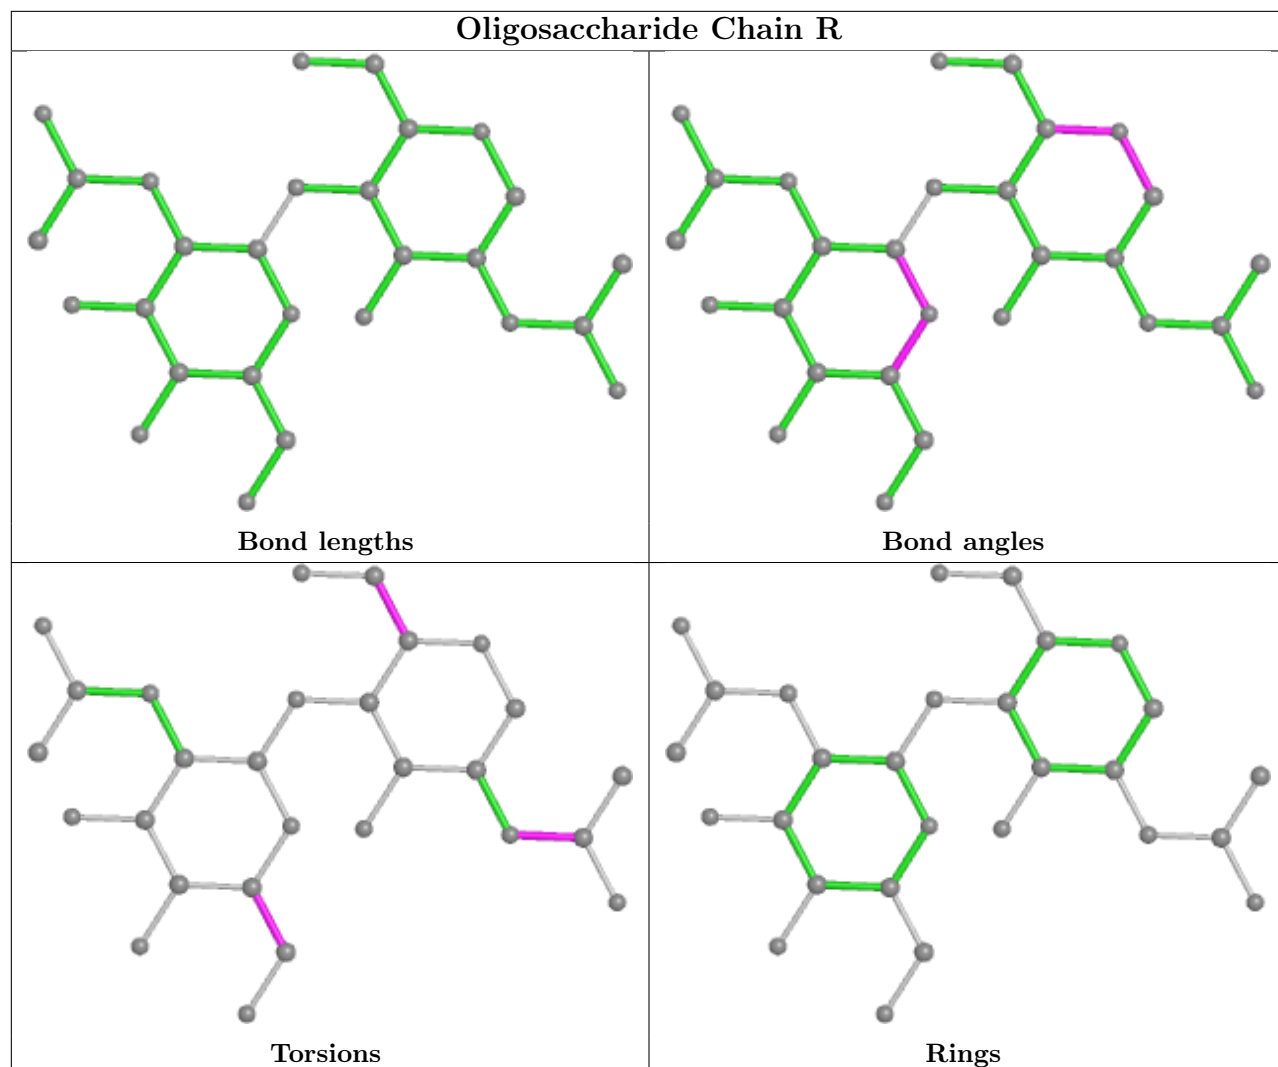 Oligosaccharide Chain R
Bond lengths
Bond angles
Torsions
Rings